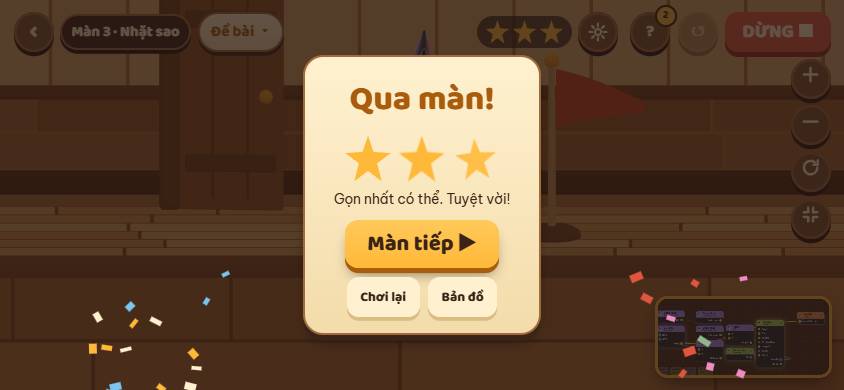 Màn 3 · Nhặt sao
Đề bài
?
2
DỪNG
Qua màn!
Gọn nhất có thể. Tuyệt vời!
Màn tiếp
Chơi lại
Bản đồ